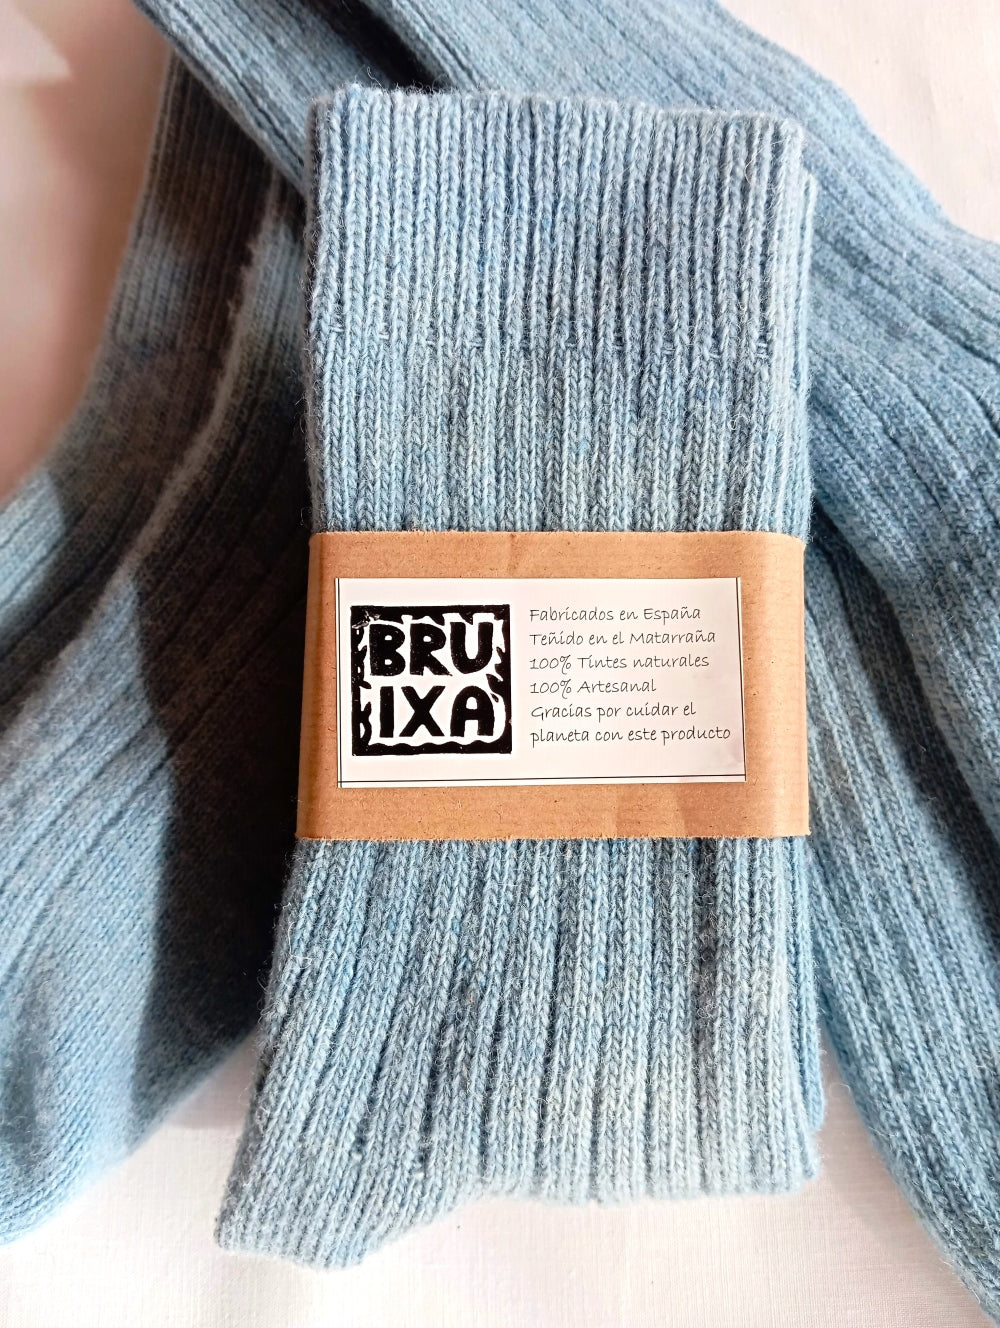 BRU
IXA
Fabricados en España
Teñido en el Matarraña
100% Tintes naturales
100% Artesanal
Gracias por cuidar el
planeta con este producto